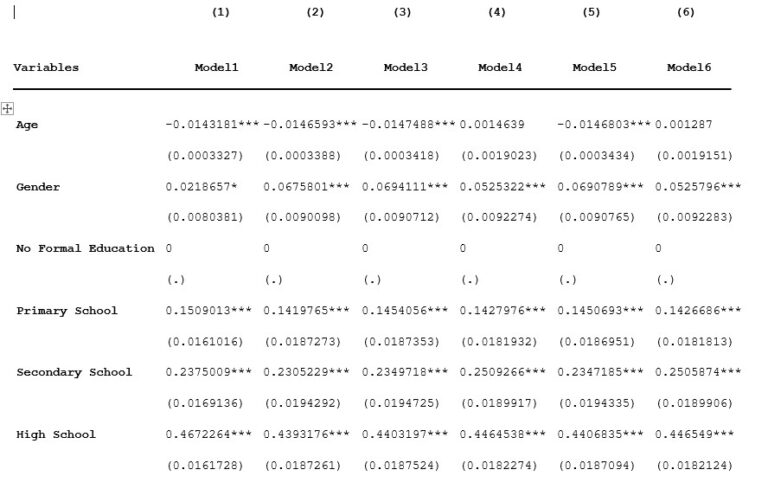 (1) (2) (3) (4) (5) (6)
Variables Model1 Model2 Model3 Model4 Model5 Model6
Age -0.0143181*** -0.0146593*** -0.0147488*** 0.0014639 -0.0146803*** 0.001287
(0.0003327) (0.0003388) (0.0003418) (0.0019023) (0.0003434) (0.0019151)
Gender 0.0218657* 0.0675801*** 0.0694111*** 0.0525322*** 0.0690789*** 0.0525796***
(0.0080381) (0.0090098) (0.0090712) (0.0092274) (0.0090765) (0.0092283)
No Formal Education 0 0 0 0 0 0
(.) (.) (.) (.) (.) (.)
Primary School 0.1509013*** 0.1419765*** 0.1454056*** 0.1427976*** 0.1450693*** 0.1426686***
(0.0161016) (0.0187273) (0.0187353) (0.0181932) (0.0186951) (0.0181813)
Secondary School 0.2375009*** 0.2305229*** 0.2349718*** 0.2509266*** 0.2347185*** 0.2505874***
(0.0169136) (0.0194292) (0.0194725) (0.0189917) (0.0194335) (0.0189906)
High School 0.4672264*** 0.4393176*** 0.4403197*** 0.4464538*** 0.4406835*** 0.446549***
(0.0161728) (0.0187261) (0.0187524) (0.0182274) (0.0187094) (0.0182124)